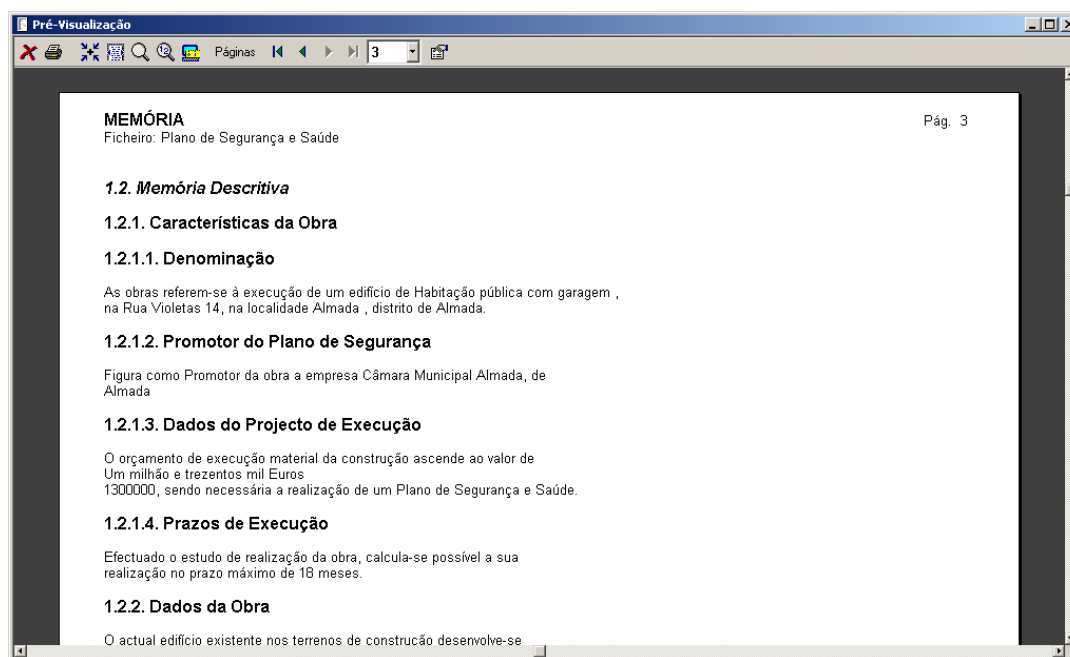 Pré-Visualização
Páginas 3
MEMÓRIA Pág. 3
Ficheiro: Plano de Segurança e Saúde
1.2. Memória Descritiva
1.2.1. Características da Obra
1.2.1.1. Denominação
As obras referem-se à execução de um edifício de Habitação pública com garagem ,
na Rua Violetas 14, na localidade Almada , distrito de Almada.
1.2.1.2. Promotor do Plano de Segurança
Figura como Promotor da obra a empresa Câmara Municipal Almada, de
Almada
1.2.1.3. Dados do Projecto de Execução
O orçamento de execução material da construção ascende ao valor de
Um milhão e trezentos mil Euros
1300000, sendo necessária a realização de um Plano de Segurança e Saúde.
1.2.1.4. Prazos de Execução
Efectuado o estudo de realização da obra, calcula-se possível a sua
realização no prazo máximo de 18 meses.
1.2.2. Dados da Obra
O actual edifício existente nos terrenos de construção desenvolve-se